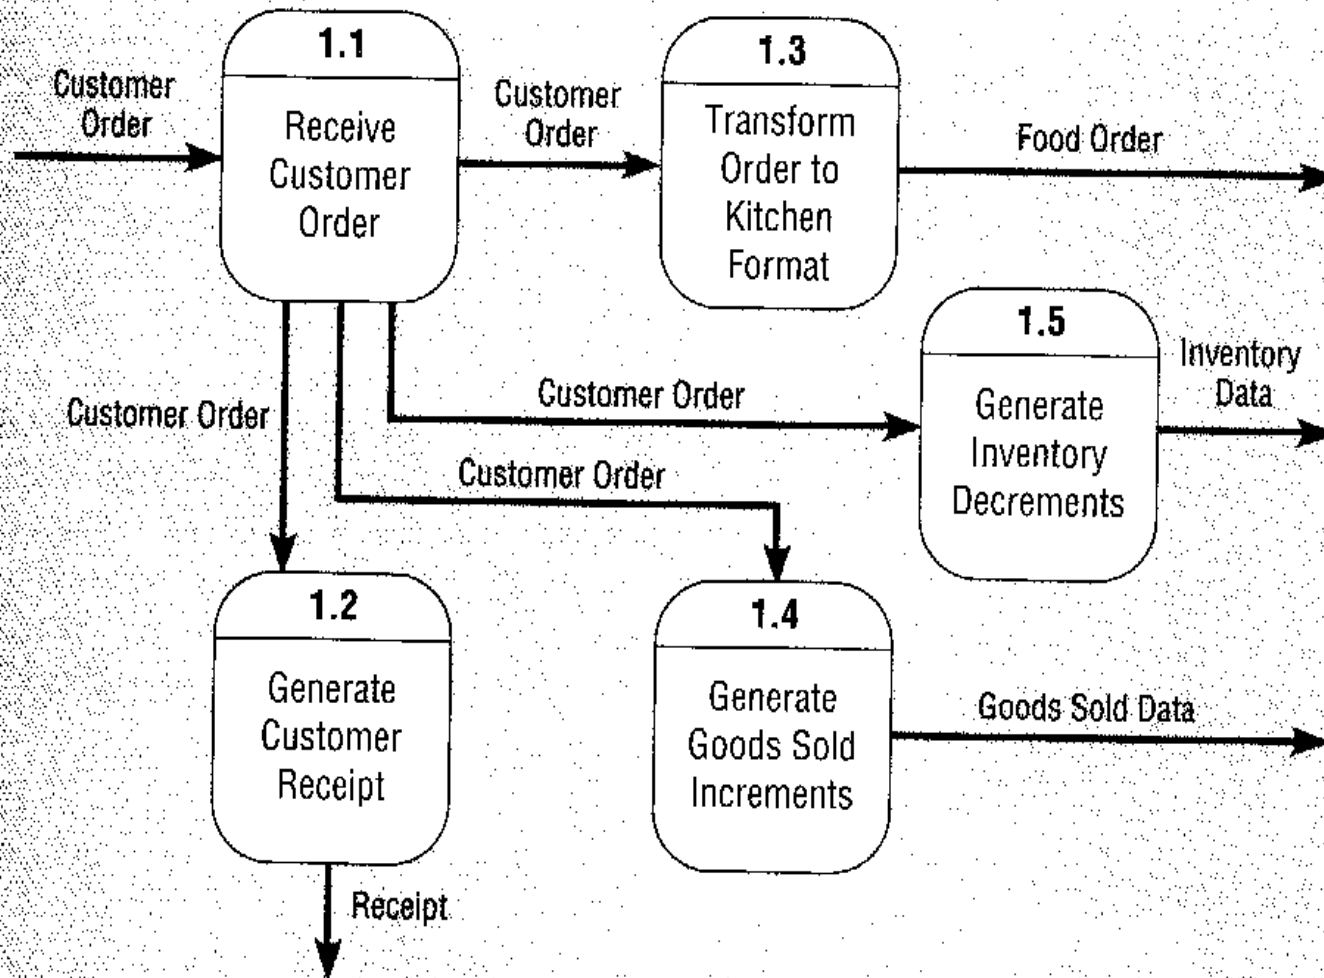 1.1
Receive
Customer
Order
Customer
Order
Customer
Order
1.3
Transform
Order to
Kitchen
Format
Food Order
1.5
Generate
Inventory
Decrements
Inventory
Data
Customer Order
Customer Order
Customer Order
1.2
Generate
Customer
Receipt
Receipt
1.4
Generate
Goods Sold
Increments
Goods Sold Data